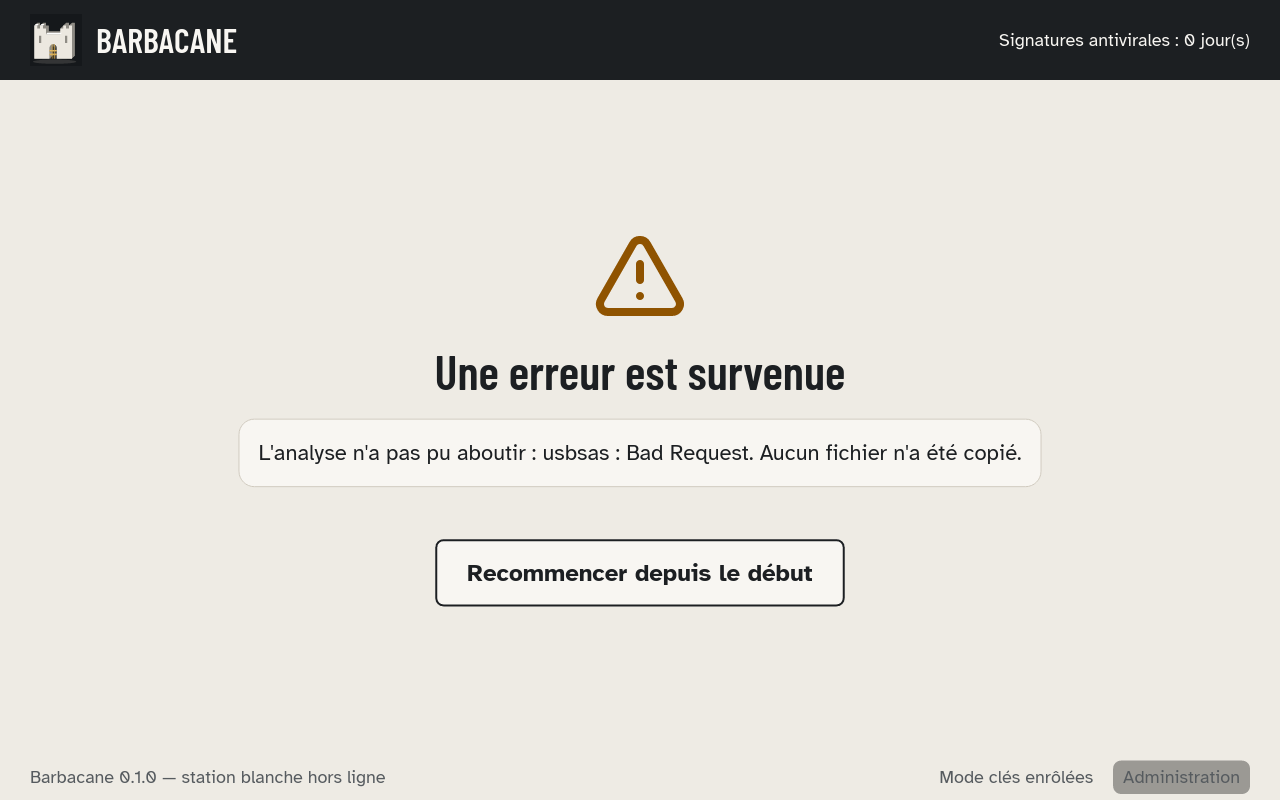 BARBACANE
Signatures antivirales : 0 jour(s)
Une erreur est survenue
L'analyse n'a pas pu aboutir : usbsas : Bad Request. Aucun fichier n'a été copié.
Recommencer depuis le début
Barbacane 0.1.0 — station blanche hors ligne
Mode clés enrôlées
Administration